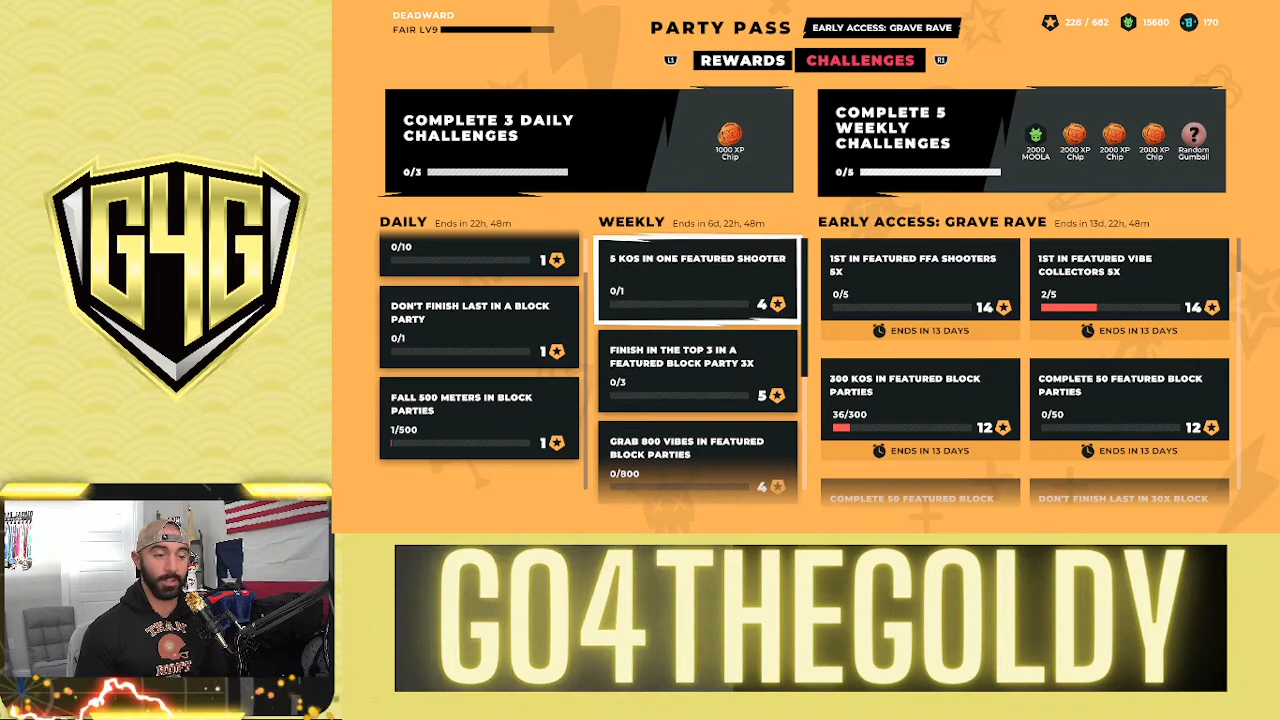 DEADWARD
FAIR LV9
PARTY PASS
EARLY ACCESS: GRAVE RAVE
228 / 682
15680
170
L1
REWARDS
CHALLENGES
R1
COMPLETE 3 DAILY
CHALLENGES
0/3
1000 XP
Chip
COMPLETE 5
WEEKLY
CHALLENGES
0/5
2000
MOOLA
2000 XP
Chip
2000 XP
Chip
2000 XP
Chip
?
Random
Gumball
DAILY Ends in 22h, 48m
0/10
1
DON'T FINISH LAST IN A BLOCK
PARTY
0/1
1
FALL 500 METERS IN BLOCK
PARTIES
1/500
1
WEEKLY Ends in 6d, 22h, 48m
5 KOS IN ONE FEATURED SHOOTER
0/1
4
FINISH IN THE TOP 3 IN A
FEATURED BLOCK PARTY 3X
0/3
5
GRAB 800 VIBES IN FEATURED
BLOCK PARTIES
0/800
4
EARLY ACCESS: GRAVE RAVE Ends in 13d, 22h, 48m
1ST IN FEATURED FFA SHOOTERS
5X
0/5
14
ENDS IN 13 DAYS
1ST IN FEATURED VIBE
COLLECTORS 5X
2/5
14
ENDS IN 13 DAYS
300 KOS IN FEATURED BLOCK
PARTIES
36/300
12
ENDS IN 13 DAYS
COMPLETE 50 FEATURED BLOCK
PARTIES
0/50
12
ENDS IN 13 DAYS
COMPLETE 50 FEATURED BLOCK
DON'T FINISH LAST IN 30X BLOCK
G4G
TEAM
GO4THEGOLDY